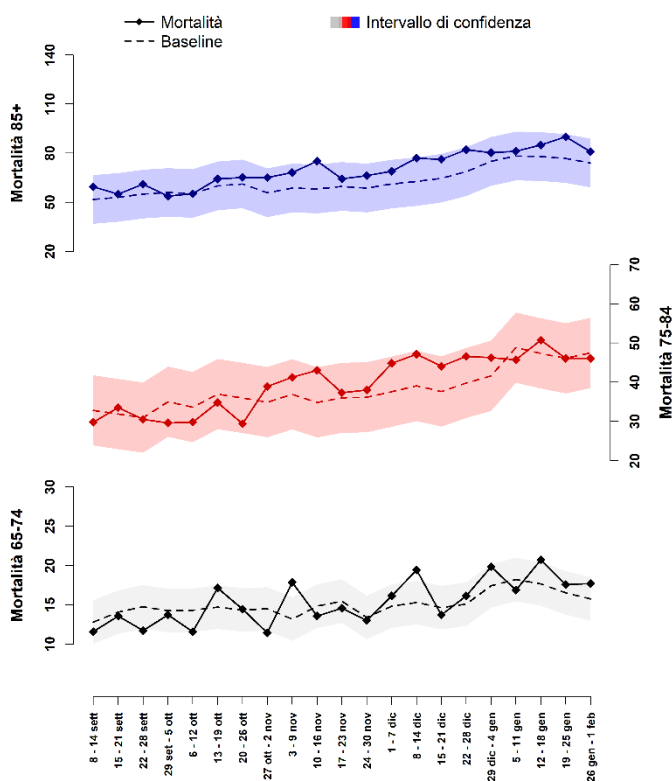 Mortalità
Baseline
Intervallo di confidenza
Mortalità 85+
140
110
80
50
20
Mortalità 75-84
70
60
50
40
30
20
Mortalità 65-74
30
25
20
15
10
8 - 14 sett
15 - 21 sett
22 - 28 sett
29 set - 5 ott
6 - 12 ott
13 - 19 ott
20 - 26 ott
27 ott - 2 nov
3 - 9 nov
10 - 16 nov
17 - 23 nov
24 - 30 nov
1 - 7 dic
8 - 14 dic
15 - 21 dic
22 - 28 dic
29 dic - 4 gen
5 - 11 gen
12 - 18 gen
19 - 25 gen
26 gen - 1 feb